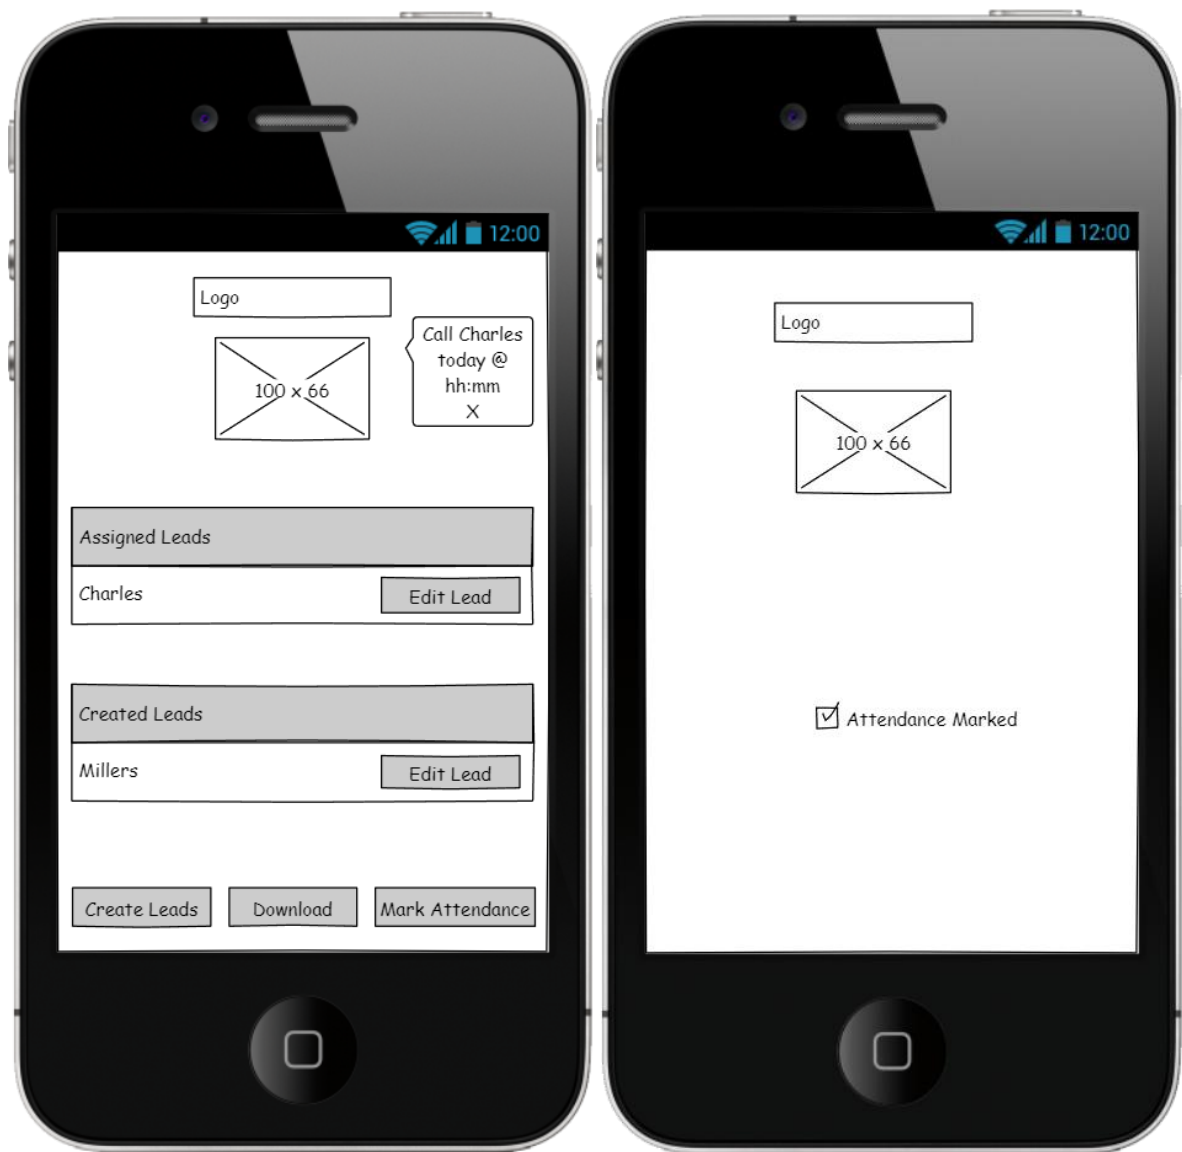 12:00
Logo
Call Charles
today @
hh:mm
X
100 x 66
Assigned Leads
Charles
Edit Lead
Created Leads
Millers
Edit Lead
Create Leads
Download
Mark Attendance
12:00
Logo
100 x 66
Attendance Marked